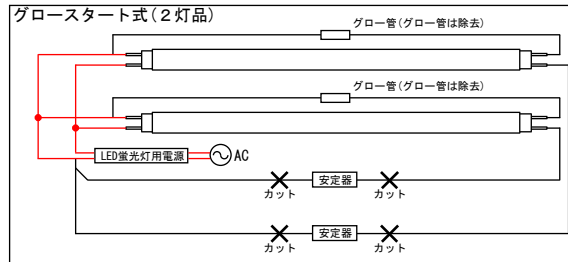 グロースタート式(2灯品)
グロー管(グロー管は除去)
グロー管(グロー管は除去)
LED蛍光灯用電源
AC
安定器
カット
カット
安定器
カット
カット